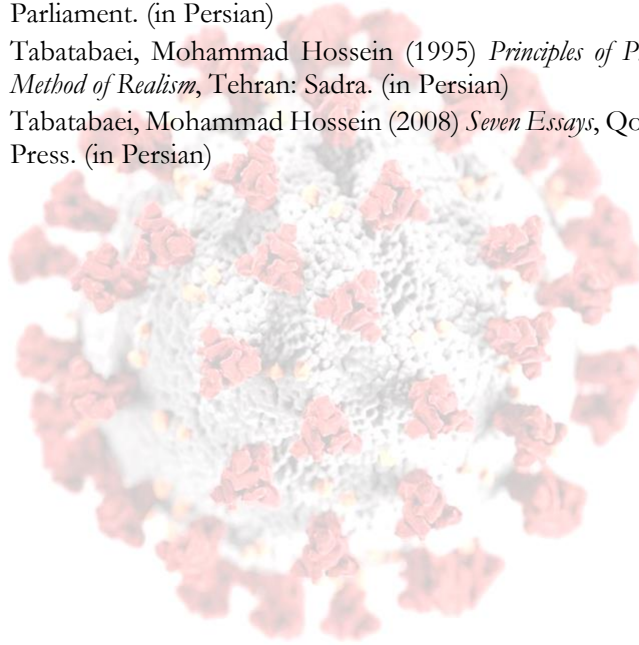 Parliament. (in Persian)
Tabatabaei, Mohammad Hossein (1995) Principles of P
Method of Realism, Tehran: Sadra. (in Persian)
Tabatabaei, Mohammad Hossein (2008) Seven Essays, Qo
Press. (in Persian)